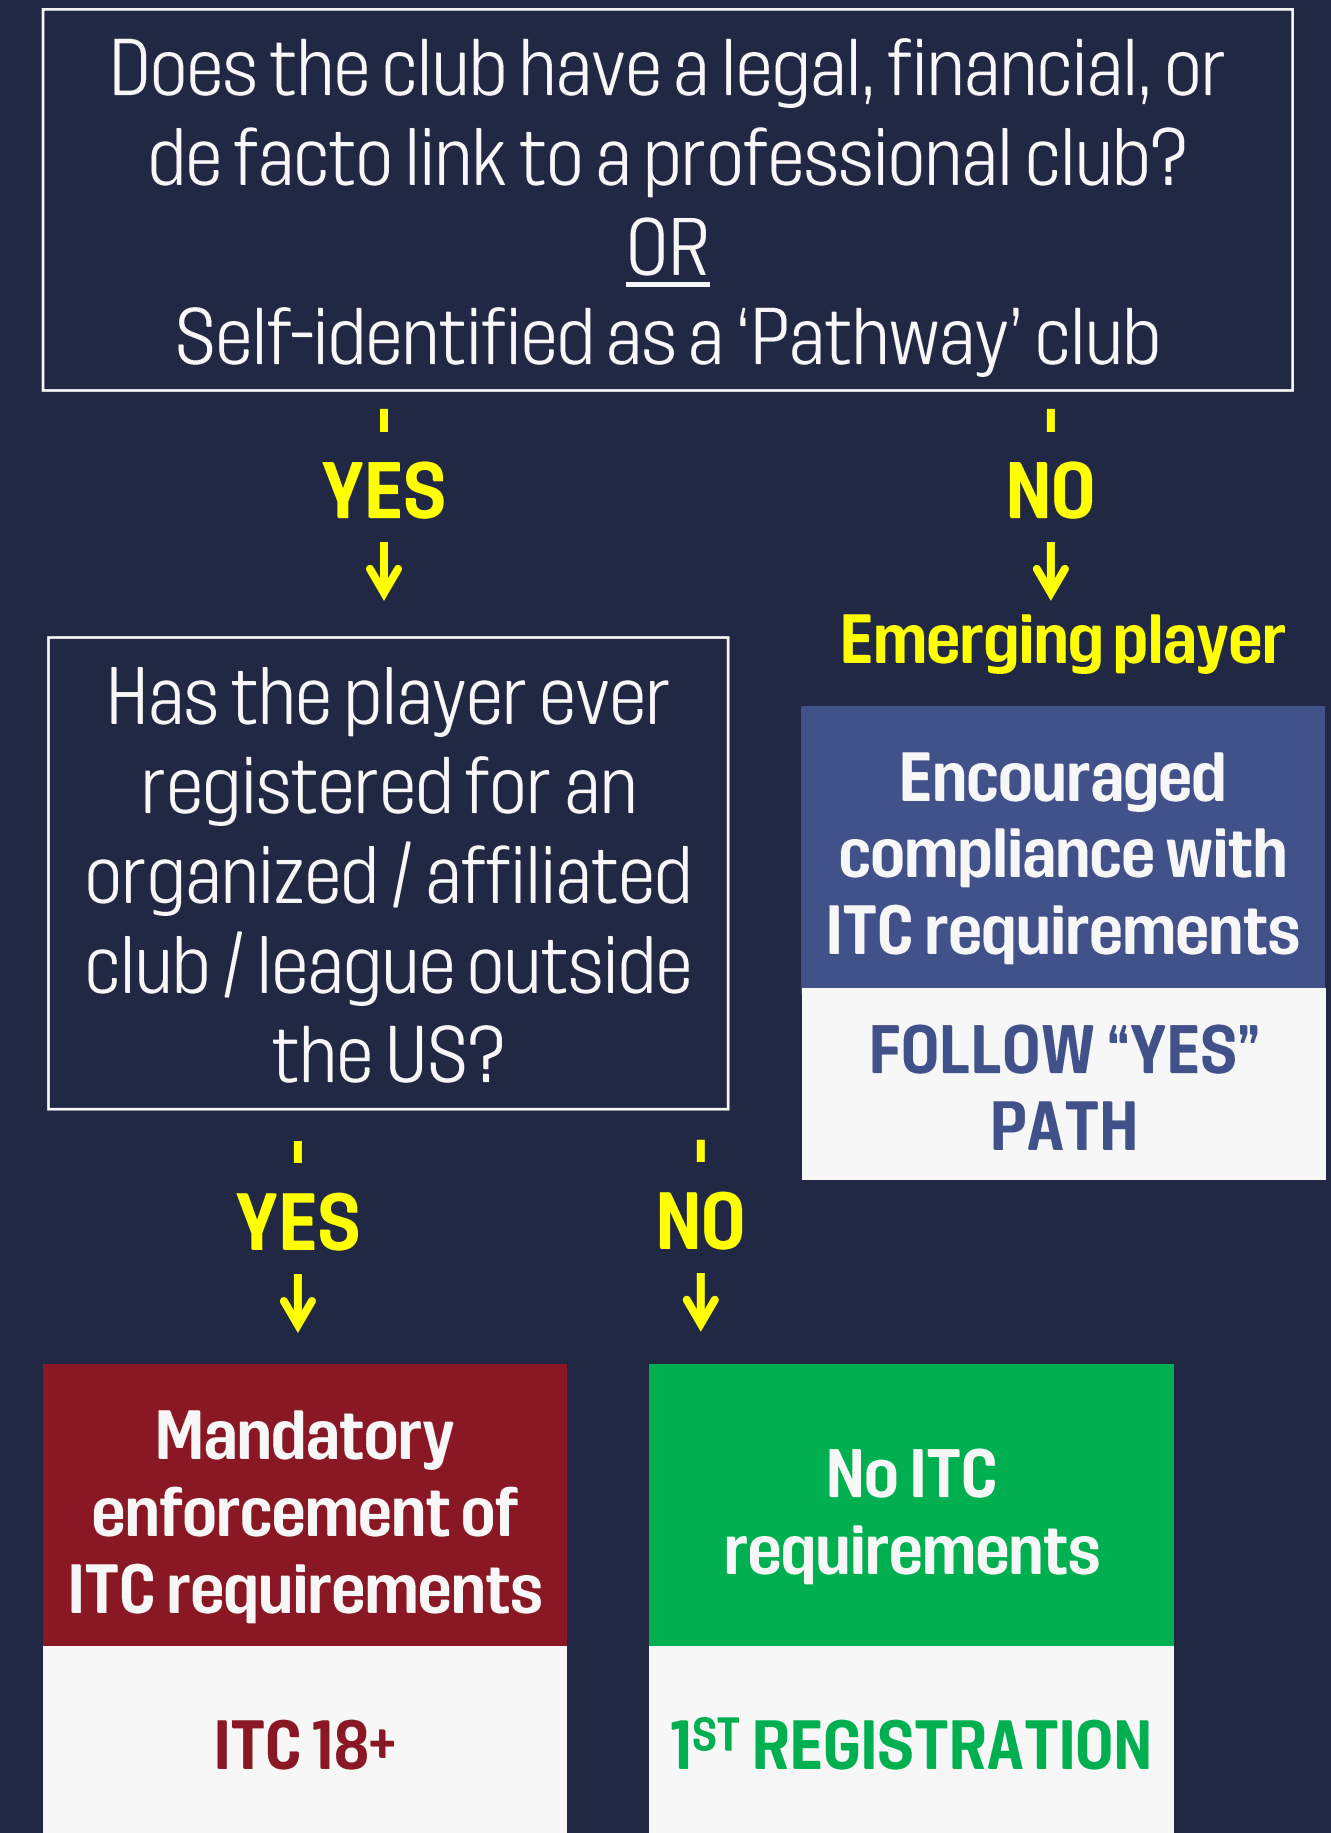 Does the club have a legal, financial, or
de facto link to a professional club?
OR
Self-identified as a ‘Pathway’ club
YES
NO
Emerging player
Has the player ever
registered for an
organized / affiliated
club / league outside
the US?
Encouraged
compliance with
ITC requirements
FOLLOW “YES”
PATH
YES
NO
Mandatory
enforcement of
ITC requirements
ITC 18+
No ITC
requirements
1ST REGISTRATION